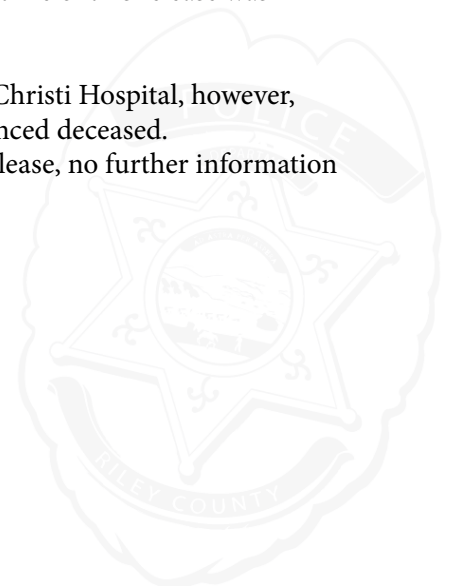 Christi Hospital, however,
nced deceased.
lease, no further information
POLICE
RILEY COUNTY